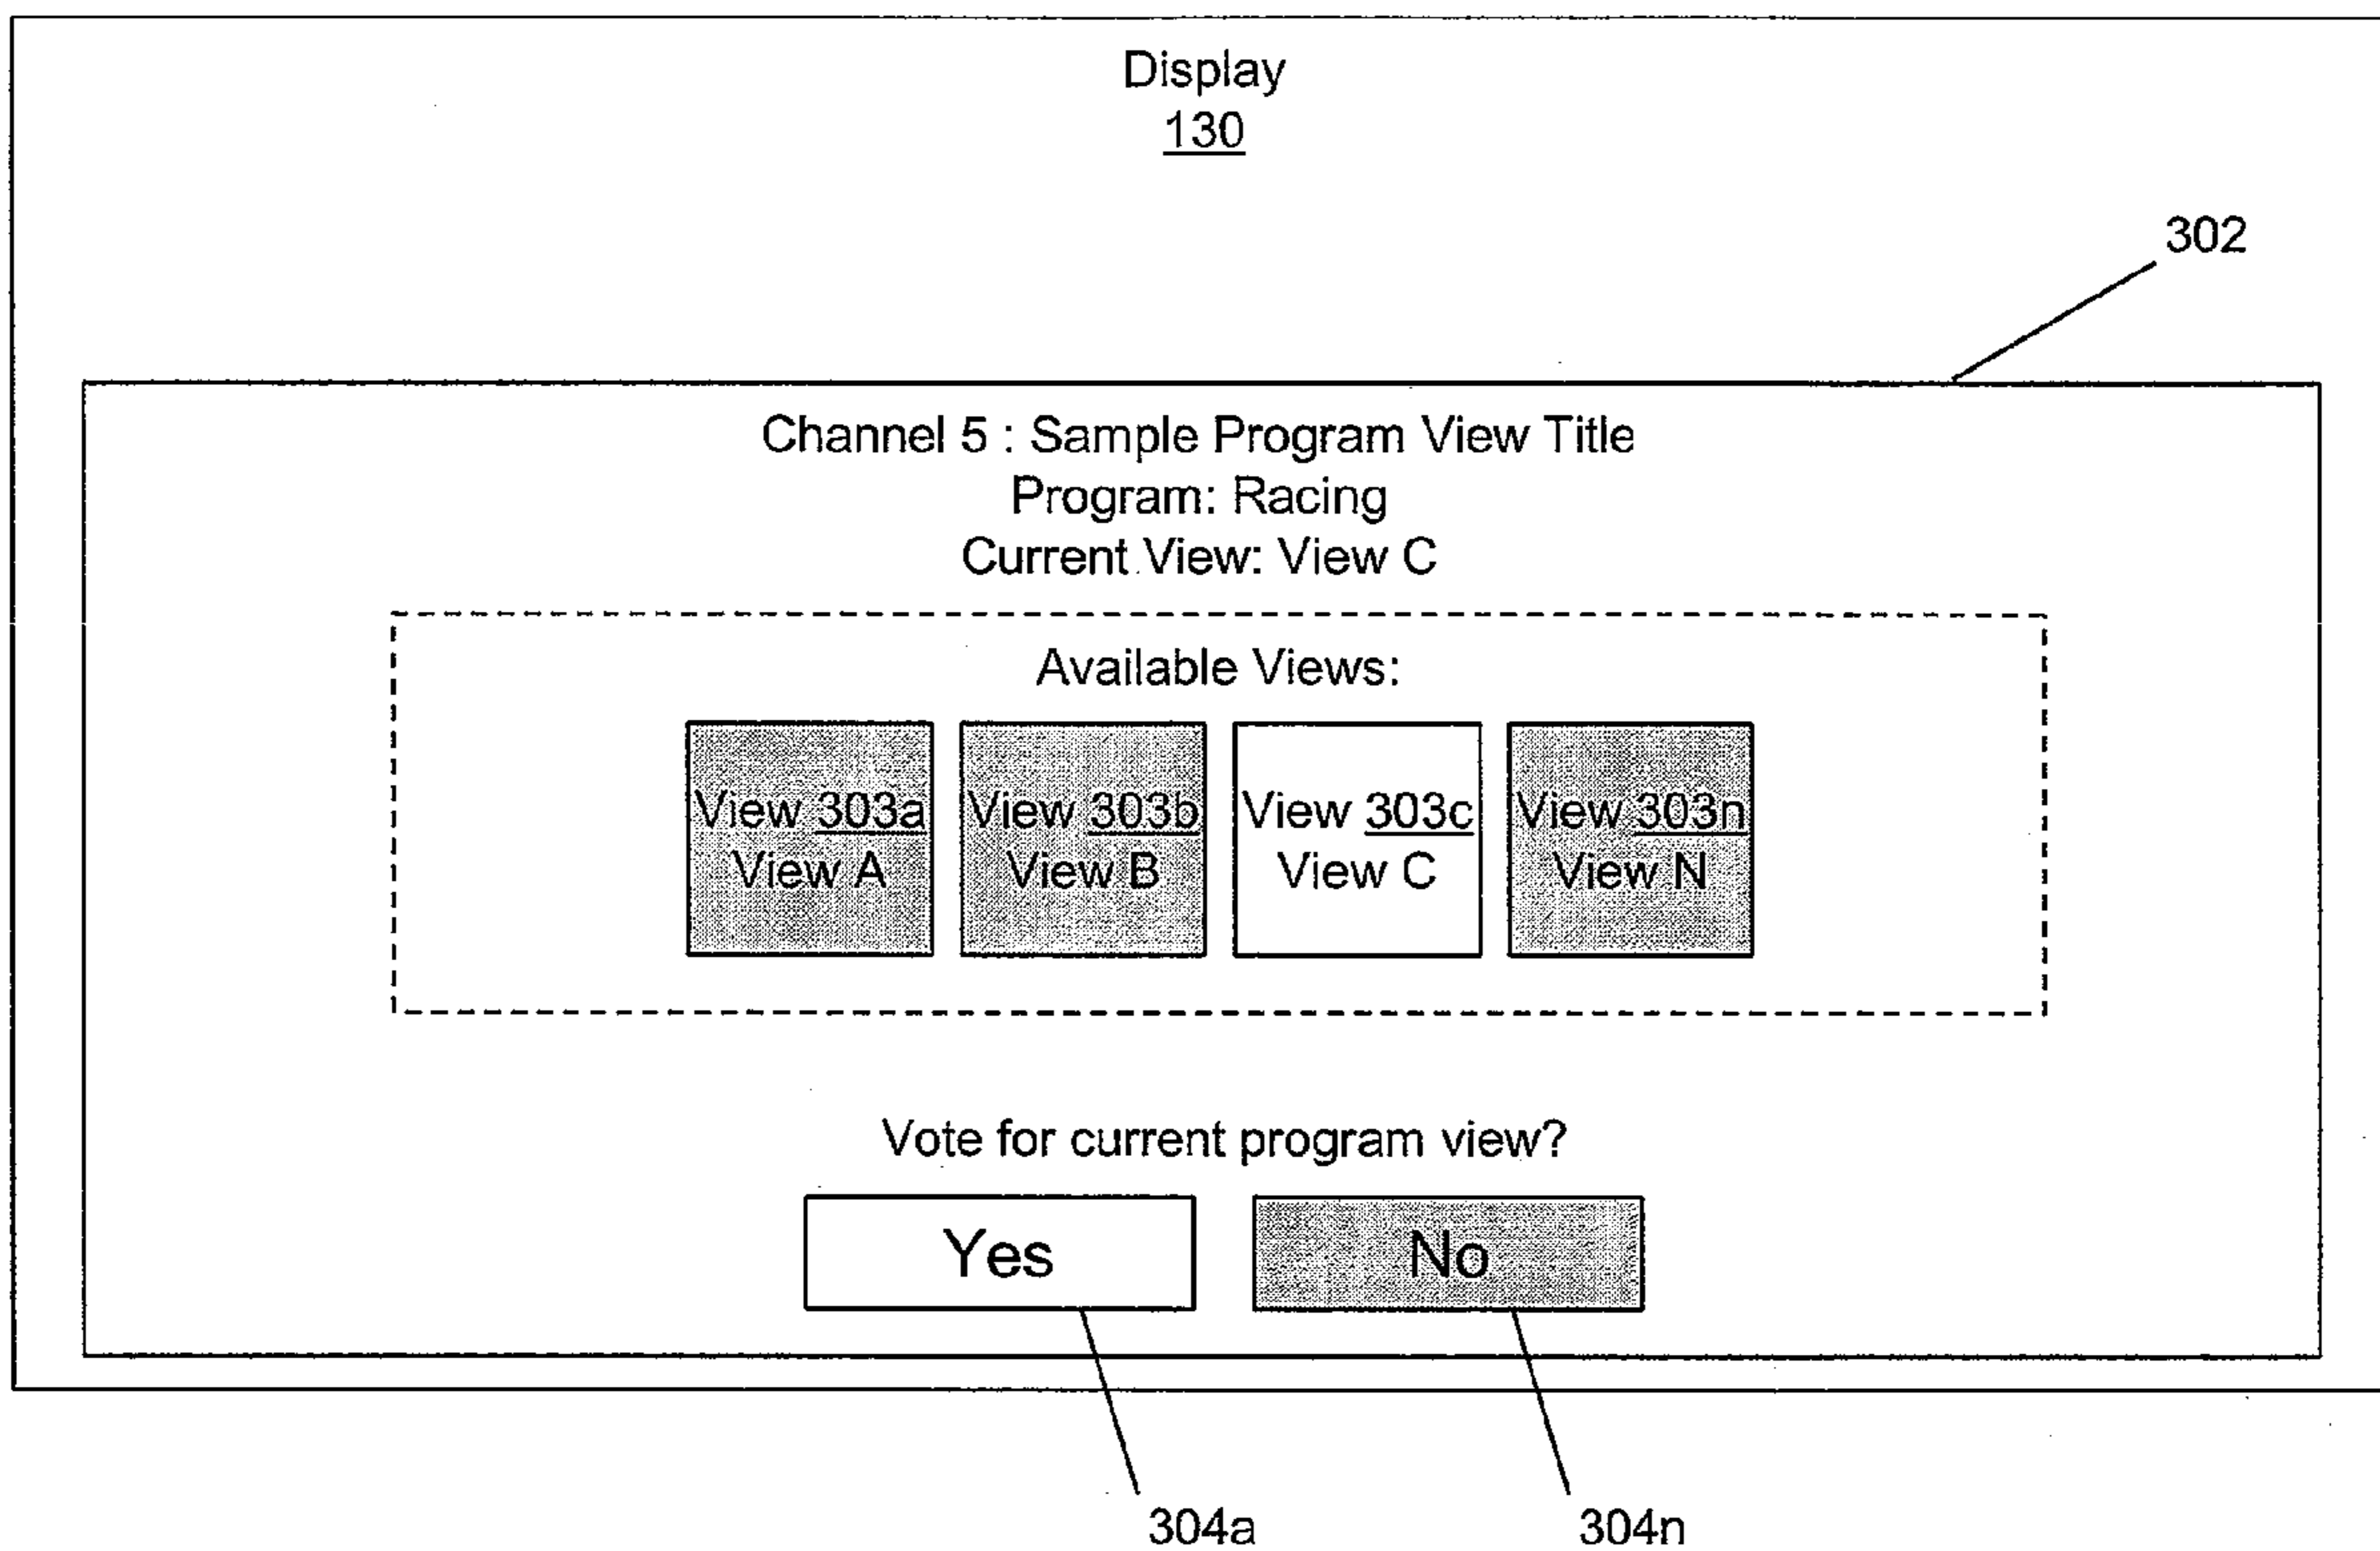 Display
130
302
Channel 5 : Sample Program View Title
Program: Racing
Current View: View C
Available Views:
View 303a View 303b View 303c View 303n
View A View B View C View N
Vote for current program view?
Yes No
304a 304n